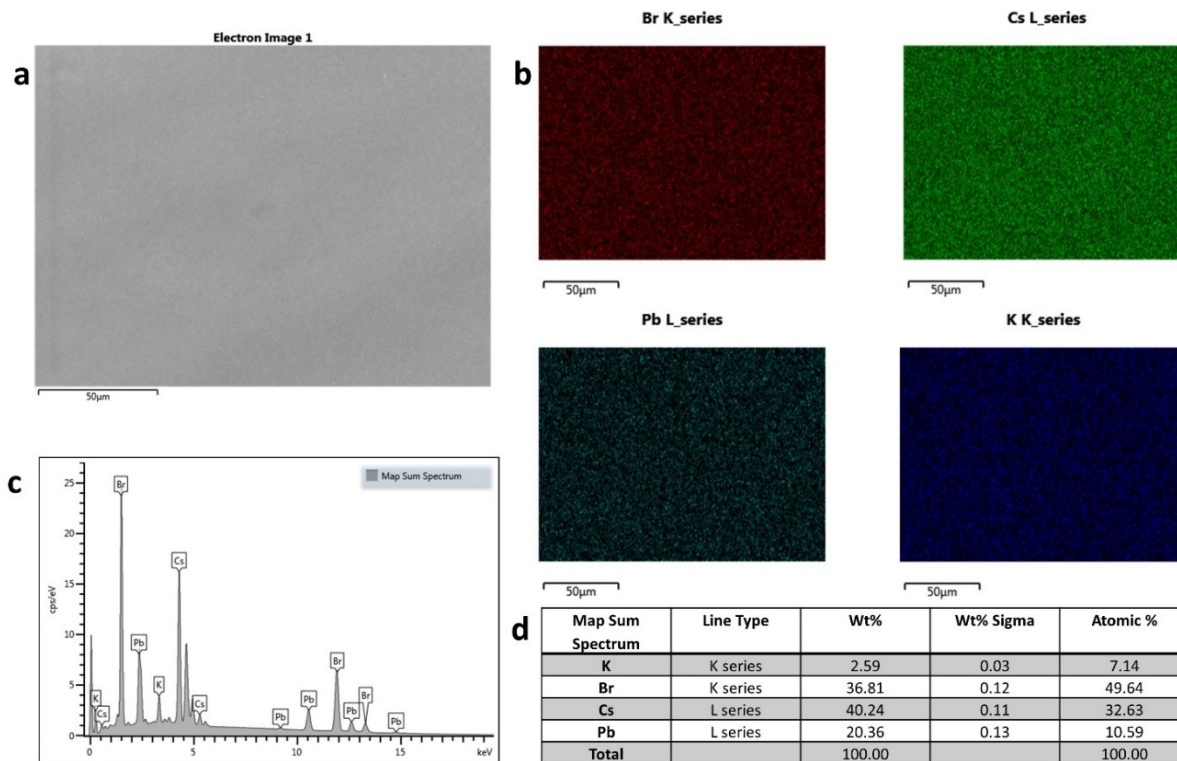 a
Electron Image 1
50µm
b
Br K_series
50µm
Cs L_series
50µm
Pb L_series
50µm
K K_series
50µm
c
Map Sum Spectrum
cps/eV
25
20
15
10
5
0
Br
Pb
K
Cs
K
Cs
Cs
Pb
Pb
Br
Pb
Br
Pb
0 5 10 15 keV
d
Map Sum Spectrum Line Type Wt% Wt% Sigma Atomic %
K K series 2.59 0.03 7.14
Br K series 36.81 0.12 49.64
Cs L series 40.24 0.11 32.63
Pb L series 20.36 0.13 10.59
Total 100.00 100.00